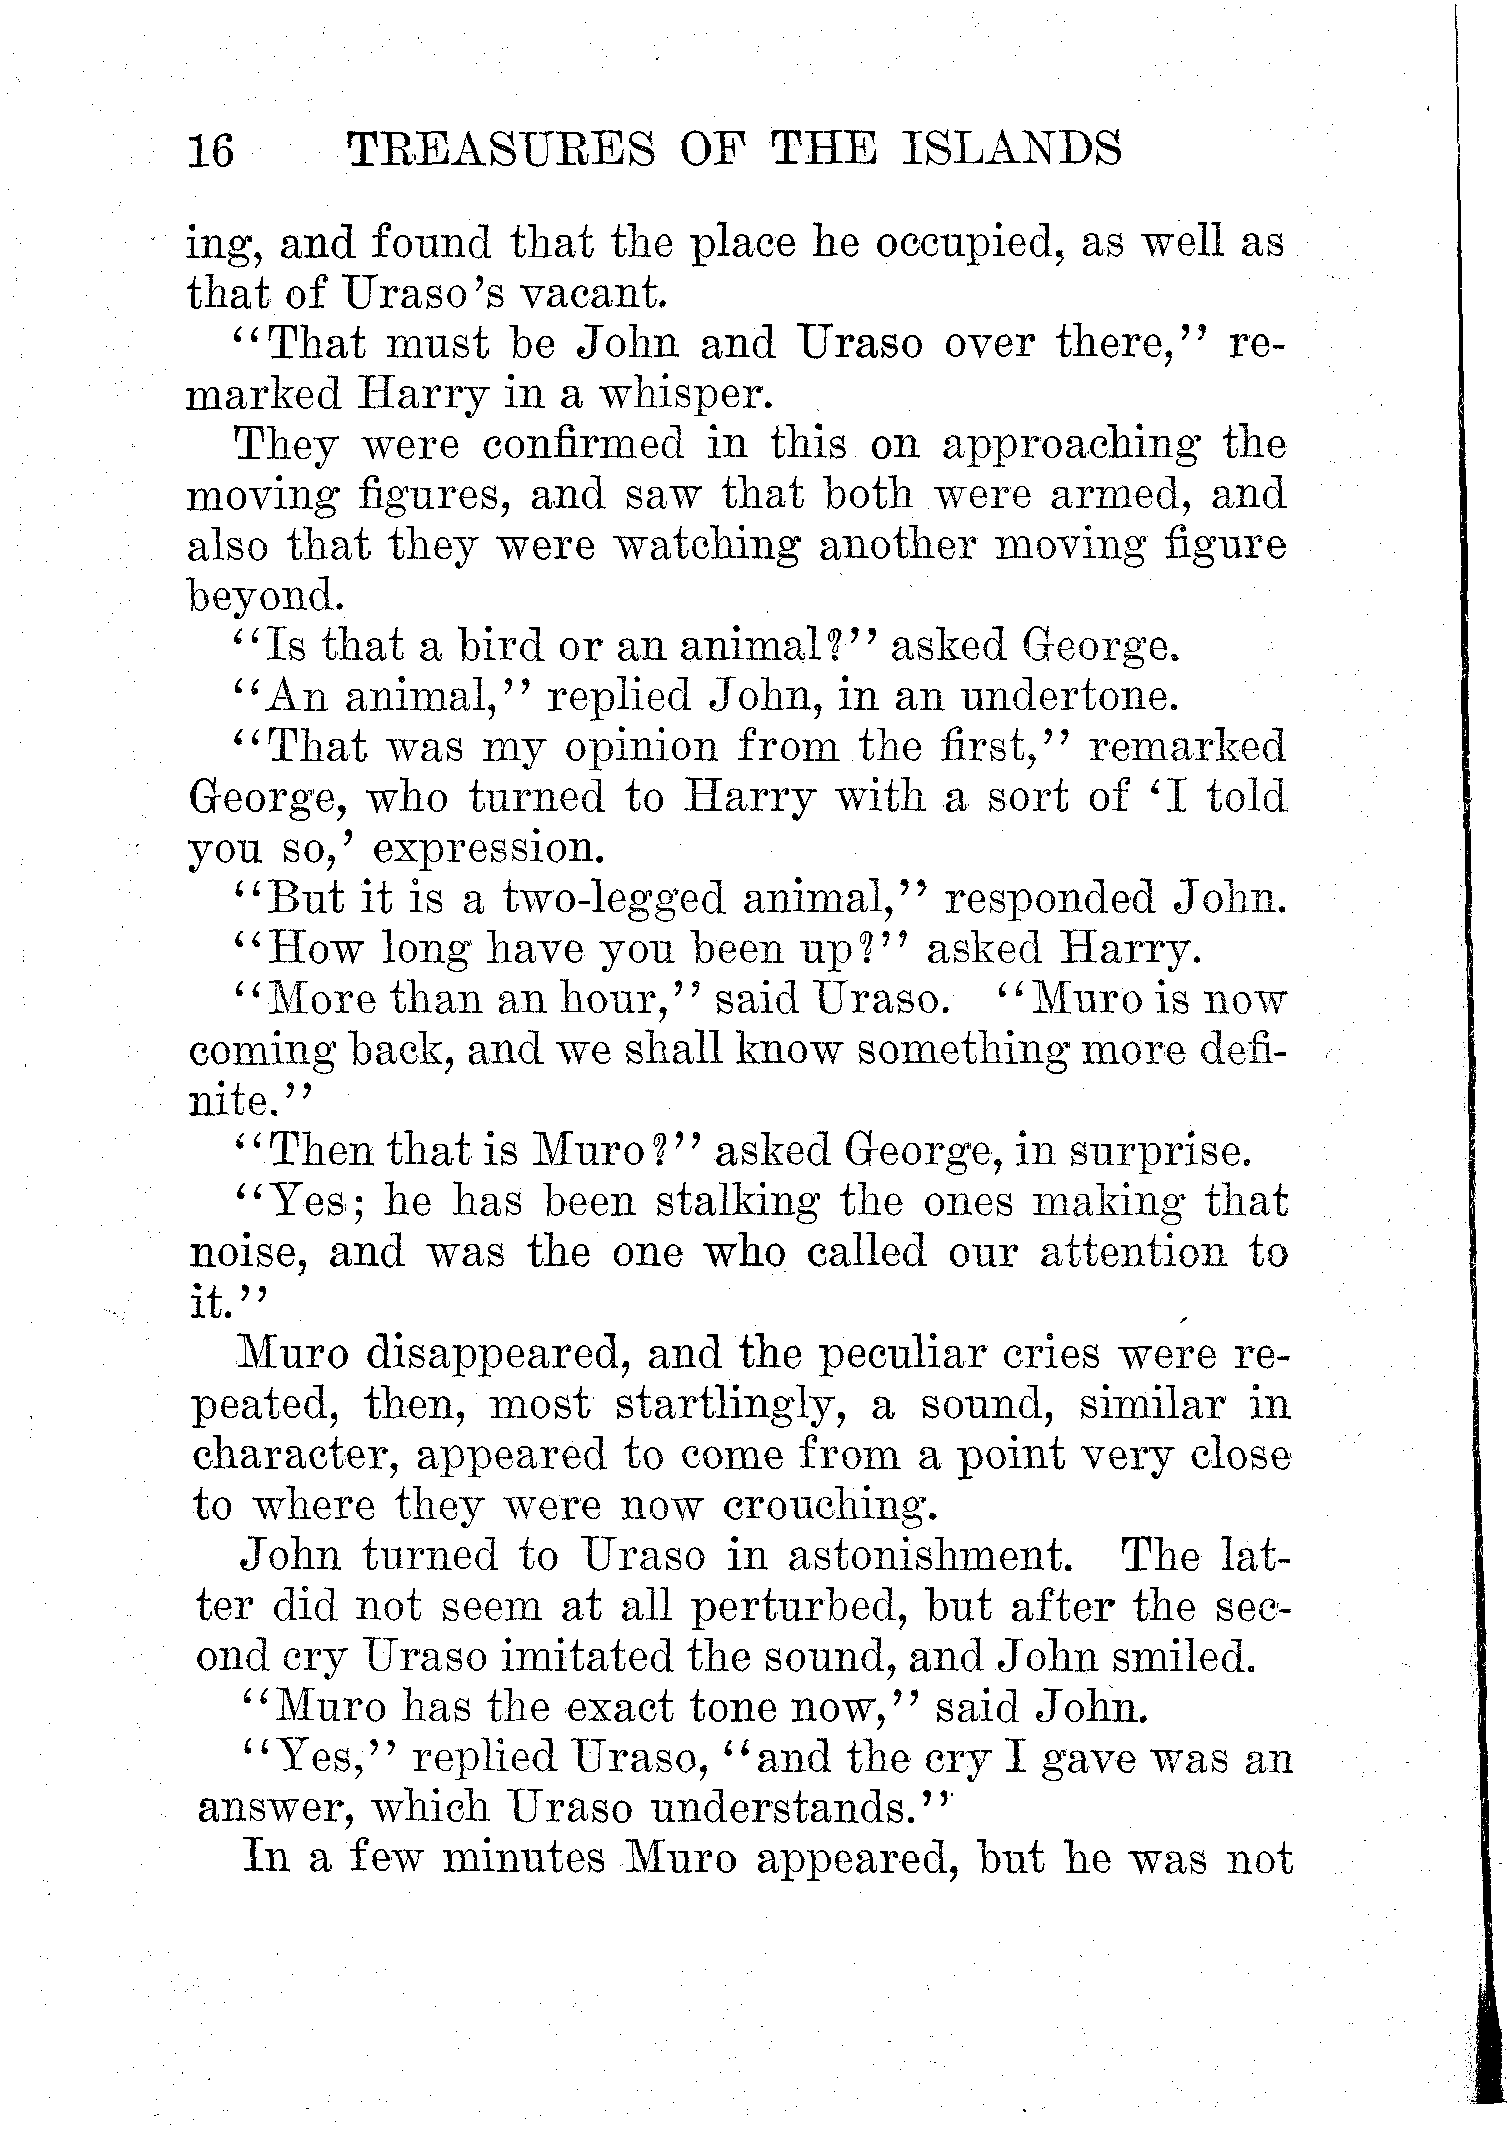 16 TREASURES OF THE ISLANDS
ing, and found that the place he occupied, as well as
that of Uraso's vacant.
"That must be John and Uraso over there," re-
marked Harry in a whisper.
They were confirmed in this on approaching the
moving figures, and saw that both were armed, and
also that they were watching another moving figure
beyond.
"Is that a bird or an animal?" asked George.
"An animal," replied John, in an undertone.
"That was my opinion from the first," remarked
George, who turned to Harry with a sort of 'I told
you so,' expression.
"But it is a two-legged animal," responded John.
"How long have you been up?" asked Harry.
"More than an hour," said Uraso. "Muro is now
coming back, and we shall know something more defi-
nite."
"Then that is Muro?" asked George, in surprise.
"Yes; he has been stalking the ones making that
noise, and was the one who called our attention to
it."
Muro disappeared, and the peculiar cries were re-
peated, then, most startlingly, a sound, similar in
character, appeared to come from a point very close
to where they were now crouching.
John turned to Uraso in astonishment. The lat-
ter did not seem at all perturbed, but after the sec-
ond cry Uraso imitated the sound, and John smiled.
"Muro has the exact tone now," said John.
"Yes," replied Uraso, "and the cry I gave was an
answer, which Uraso understands."
In a few minutes Muro appeared, but he was not